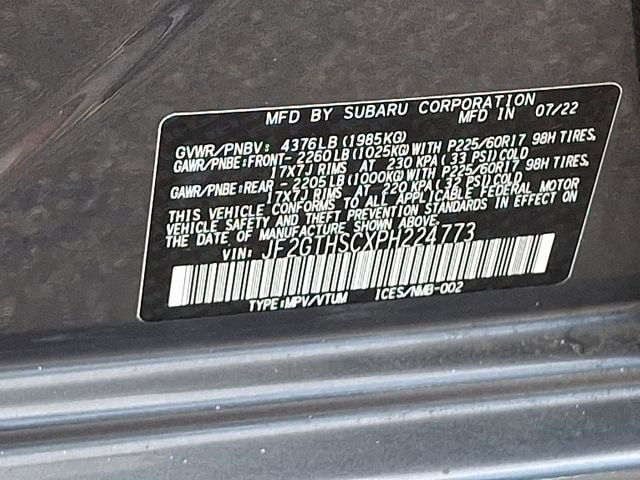 MFD BY SUBARU CORPORATION
MFD IN 07/22
GVWR/PNBV: 4376LB (1985KG)
GAWR/PNBE:FRONT- 2260LB(1025KG)WITH P225/60R17 98H TIRES,
17X7J RIMS AT 230 KPA(33 PSI)COLD
GAWR/PNBE:REAR - 2205LB(1000KG)WITH P225/60R17 98H TIRES,
17X7J RIMS AT 220 KPA(32 PSI)COLD
THIS VEHICLE CONFORMS TO ALL APPLICABLE FEDERAL MOTOR
VEHICLE SAFETY AND THEFT PREVENTION STANDARDS IN EFFECT ON
THE DATE OF MANUFACTURE SHOWN ABOVE.
VIN: JF2GTHSCXPH224773
TYPE:MPV/VTUM ICES/NMB-002